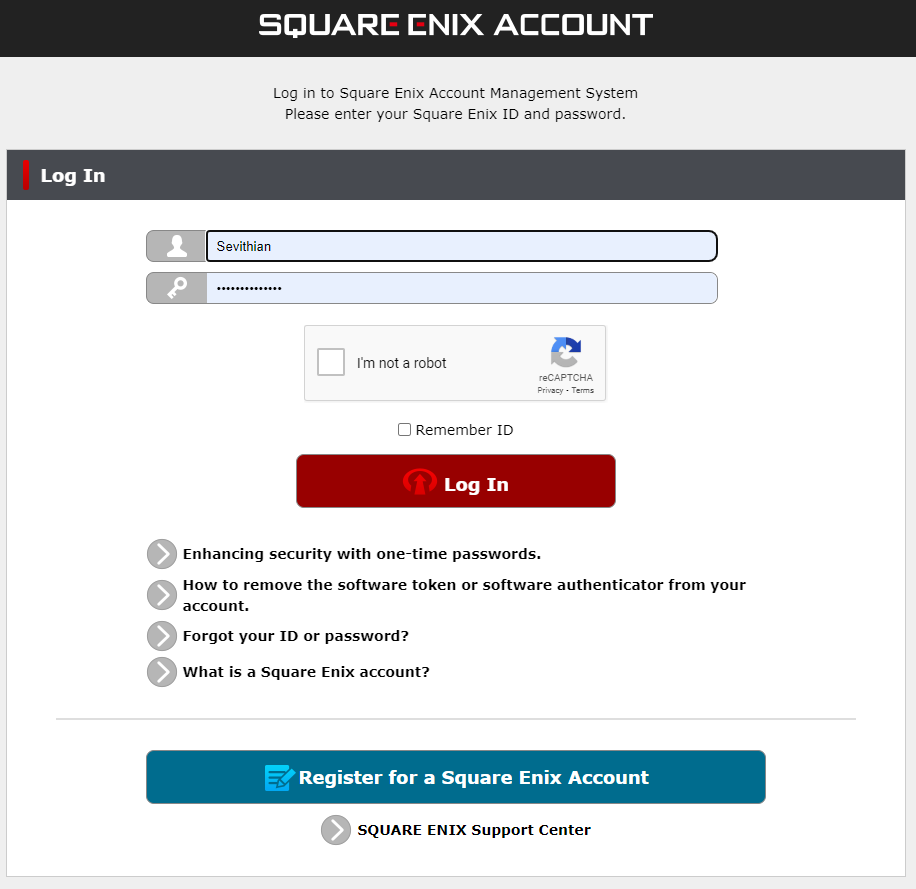 SQUARE ENIX ACCOUNT
Log in to Square Enix Account Management System
Please enter your Square Enix ID and password.
Log In
Sevithian
••••••••••••••
I'm not a robot
reCAPTCHA
Privacy - Terms
Remember ID
Log In
Enhancing security with one-time passwords.
How to remove the software token or software authenticator from your
account.
Forgot your ID or password?
What is a Square Enix account?
Register for a Square Enix Account
SQUARE ENIX Support Center